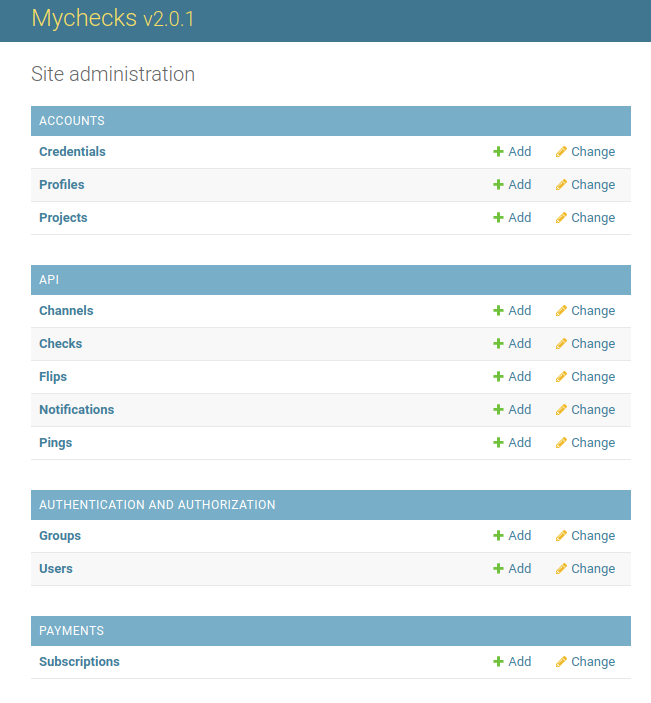 Mychecks v2.0.1
Site administration
ACCOUNTS
Credentials Add Change
Profiles Add Change
Projects Add Change
API
Channels Add Change
Checks Add Change
Flips Add Change
Notifications Add Change
Pings Add Change
AUTHENTICATION AND AUTHORIZATION
Groups Add Change
Users Add Change
PAYMENTS
Subscriptions Add Change